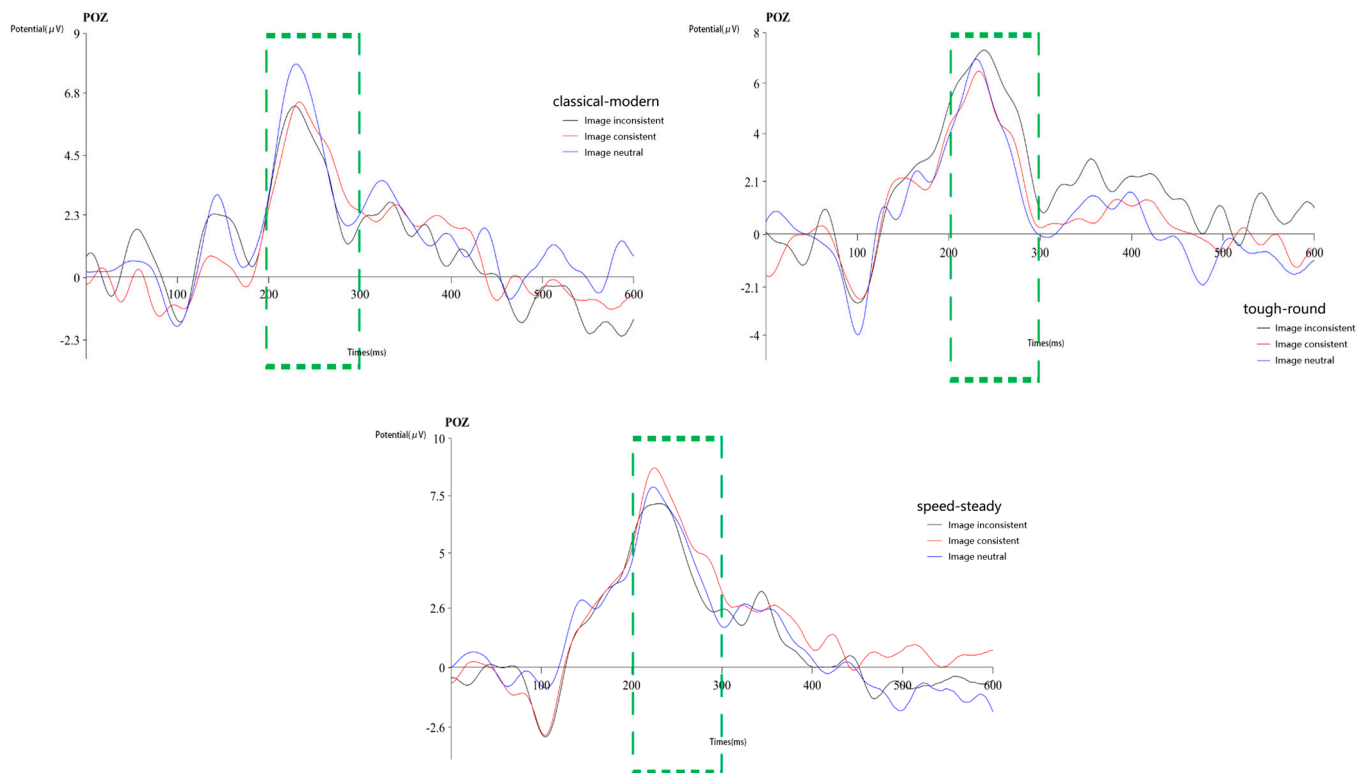 POZ
Potential(μV)
9
6.8
4.5
2.3
0
-2.3
100
200
300
400
500
600
Times(ms)
classical-modern
Image inconsistent
Image consistent
Image neutral
POZ
Potential(μV)
8
6
4
2.1
0
-2.1
-4
100
200
300
400
500
600
Times(ms)
tough-round
Image inconsistent
Image consistent
Image neutral
POZ
Potential(μV)
10
7.5
5
2.6
0
-2.6
100
200
300
400
500
600
Times(ms)
speed-steady
Image inconsistent
Image consistent
Image neutral